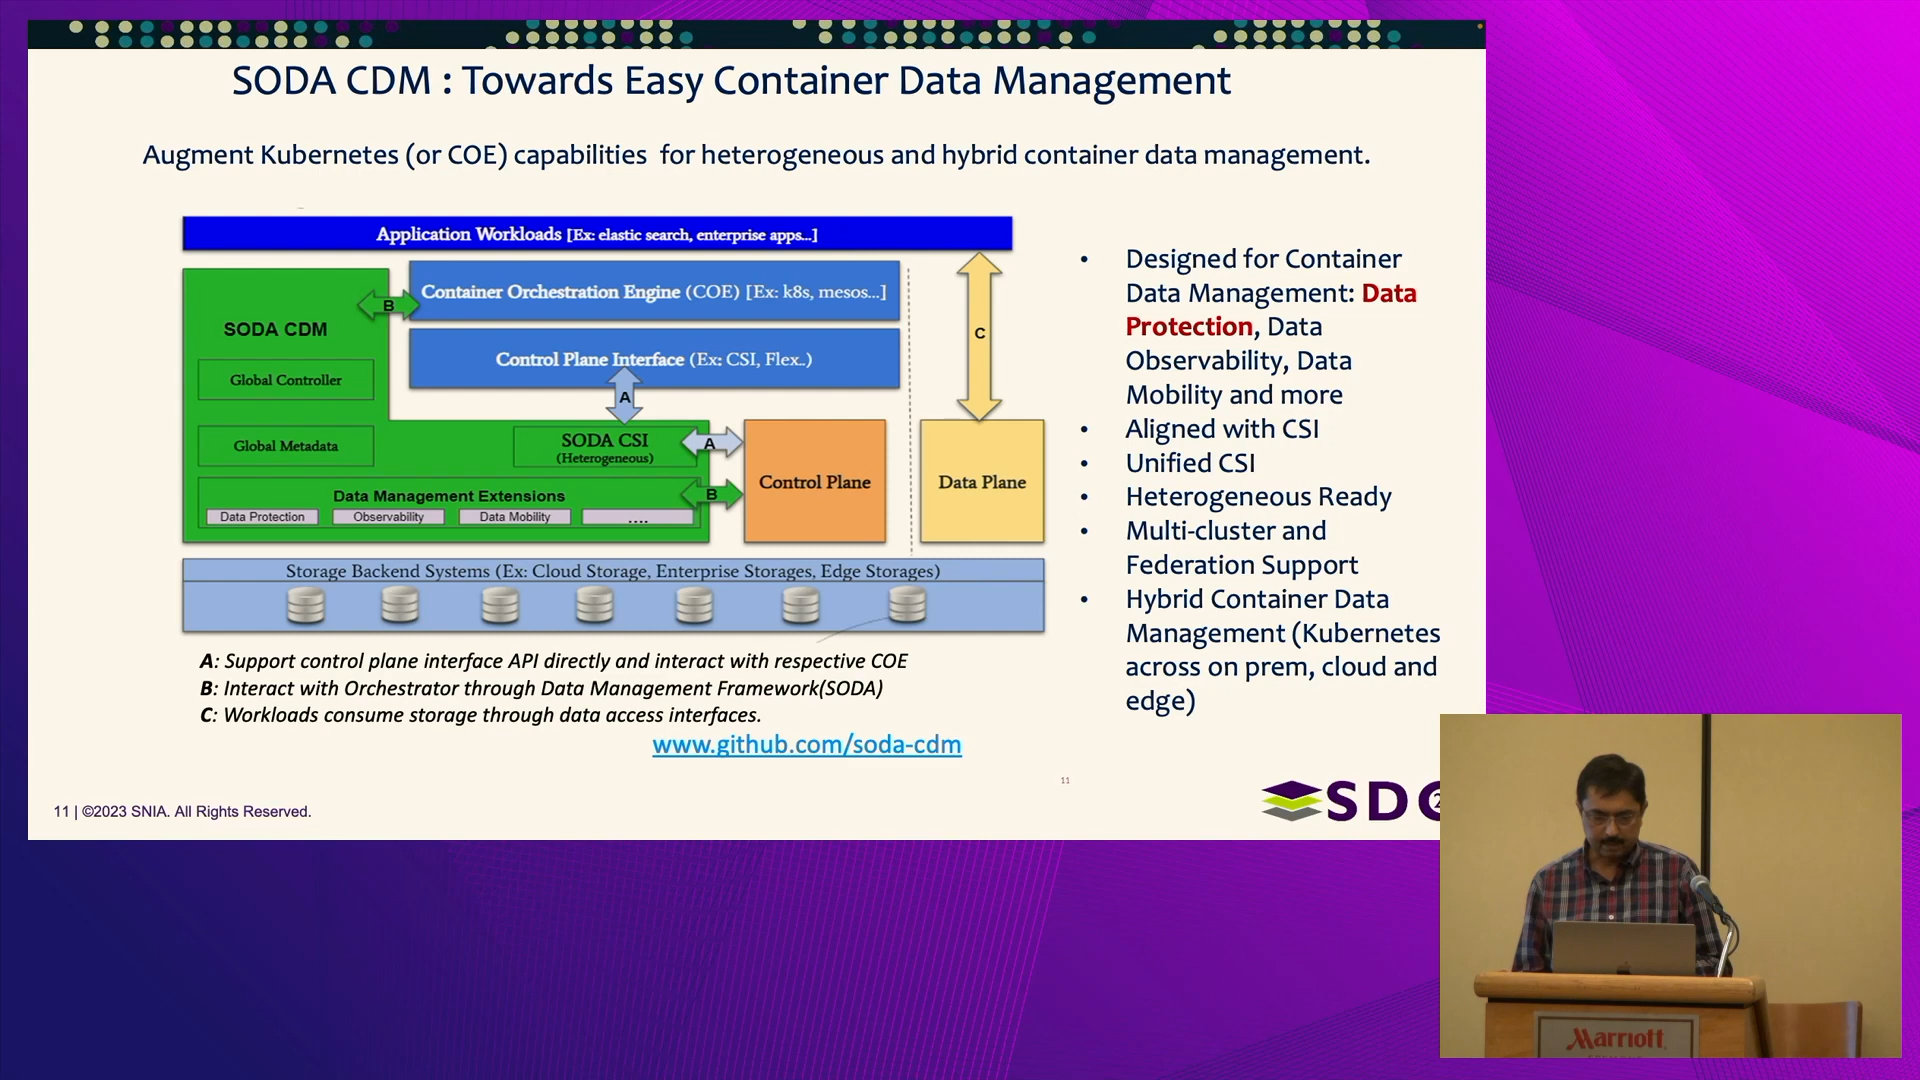 SODA CDM : Towards Easy Container Data Management
Augment Kubernetes (or COE) capabilities for heterogeneous and hybrid container data management.
Application Workloads [Ex: elastic search, enterprise apps...]
SODA CDM
B
Container Orchestration Engine (COE) [Ex: k8s, mesos...]
Control Plane Interface (Ex: CSI, Flex..)
A
C
Global Controller
Global Metadata
SODA CSI
(Heterogeneous)
A
Data Management Extensions
B
Data Protection
Observability
Data Mobility
....
Control Plane
Data Plane
Storage Backend Systems (Ex: Cloud Storage, Enterprise Storages, Edge Storages)
A: Support control plane interface API directly and interact with respective COE
B: Interact with Orchestrator through Data Management Framework(SODA)
C: Workloads consume storage through data access interfaces.
www.github.com/soda-cdm
• Designed for Container
Data Management: Data
Protection, Data
Observability, Data
Mobility and more
• Aligned with CSI
• Unified CSI
• Heterogeneous Ready
• Multi-cluster and
Federation Support
• Hybrid Container Data
Management (Kubernetes
across on prem, cloud and
edge)
11
11 | ©2023 SNIA. All Rights Reserved.
SDC
Marriott